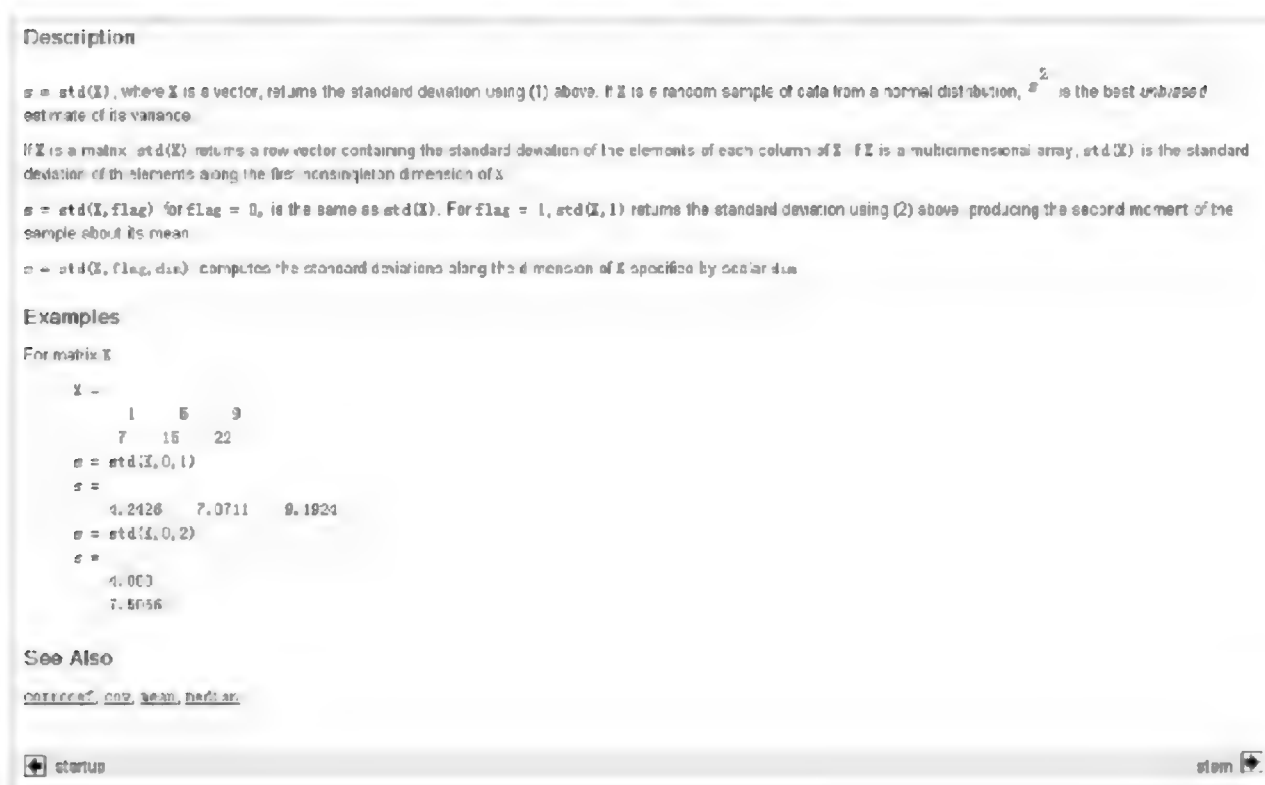 Description
s = std(X), where X is a vector, returns the standard deviation using (1) above. If X is a random sample of data from a normal distribution, s² is the best unbiased
estimate of its variance.
If X is a matrix, std(X) returns a row vector containing the standard deviation of the elements of each column of X. If X is a multidimensional array, std(X) is the standard
deviation of th elements along the first nonsingleton dimension of X.
s = std(X,flag) for flag = 0, is the same as std(X). For flag = 1, std(X,1) returns the standard deviation using (2) above, producing the second moment of the
sample about its mean.
s = std(X,flag,dim) computes the standard deviations along the dimension of X specified by scalar dim.
Examples
For matrix X
X =
1 5 9
7 15 22
s = std(X,0,1)
s =
4.2426 7.0711 9.1924
s = std(X,0,2)
s =
4.000
7.5056
See Also
corrcoef, cov, mean, median
startup stem